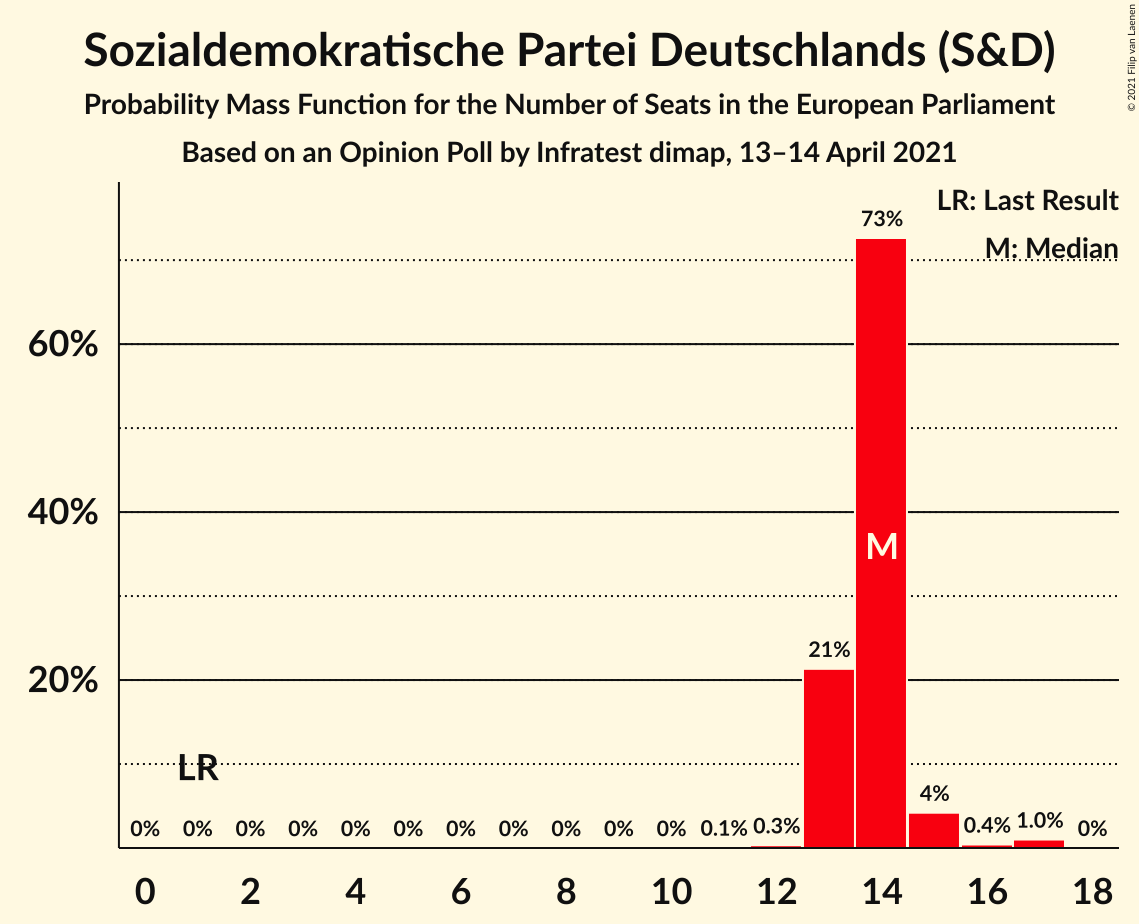 Sozialdemokratische Partei Deutschlands (S&D)
Probability Mass Function for the Number of Seats in the European Parliament
Based on an Opinion Poll by Infratest dimap, 13–14 April 2021
© 2021 Filip van Laenen
LR: Last Result
M: Median
73%
60%
40%
M
21%
20%
LR
4%
0% 0% 0% 0% 0% 0% 0% 0% 0% 0% 0% 0.1% 0.3% 0.4% 1.0% 0%
0 2 4 6 8 10 12 14 16 18